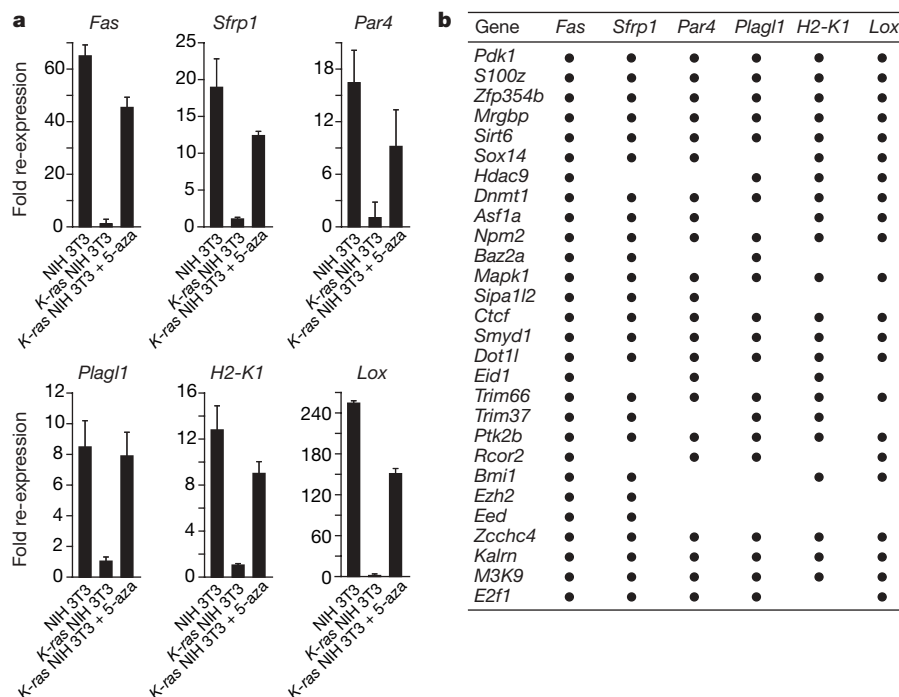 a
Fas
Sfrp1
Par4
Fold re-expression
60
40
20
0
25
20
15
10
5
0
18
15
12
9
6
3
0
NIH 3T3
K-ras NIH 3T3
K-ras NIH 3T3 + 5-aza
NIH 3T3
K-ras NIH 3T3
K-ras NIH 3T3 + 5-aza
NIH 3T3
K-ras NIH 3T3
K-ras NIH 3T3 + 5-aza
Plagl1
H2-K1
Lox
Fold re-expression
12
10
8
6
4
2
0
16
12
8
4
0
240
180
120
60
0
NIH 3T3
K-ras NIH 3T3
K-ras NIH 3T3 + 5-aza
NIH 3T3
K-ras NIH 3T3
K-ras NIH 3T3 + 5-aza
NIH 3T3
K-ras NIH 3T3
K-ras NIH 3T3 + 5-aza
b
Gene Fas Sfrp1 Par4 Plagl1 H2-K1 Lox
Pdk1 ● ● ● ● ● ●
S100z ● ● ● ● ● ●
Zfp354b ● ● ● ● ● ●
Mrgbp ● ● ● ● ● ●
Sirt6 ● ● ● ● ● ●
Sox14 ● ● ● ● ●
Hdac9 ● ● ● ●
Dnmt1 ● ● ● ● ● ●
Asf1a ● ● ● ● ●
Npm2 ● ● ● ● ● ●
Baz2a ● ● ●
Mapk1 ● ● ● ● ● ●
Sipa1l2 ● ● ●
Ctcf ● ● ● ● ● ●
Smyd1 ● ● ● ● ● ●
Dot1l ● ● ● ● ● ●
Eid1 ● ● ●
Trim66 ● ● ● ● ● ●
Trim37 ● ● ● ●
Ptk2b ● ● ● ● ● ●
Rcor2 ● ● ● ●
Bmi1 ● ● ● ●
Ezh2 ● ●
Eed ● ●
Zcchc4 ● ● ● ● ● ●
Kalrn ● ● ● ● ● ●
M3K9 ● ● ● ● ● ●
E2f1 ● ● ● ● ●